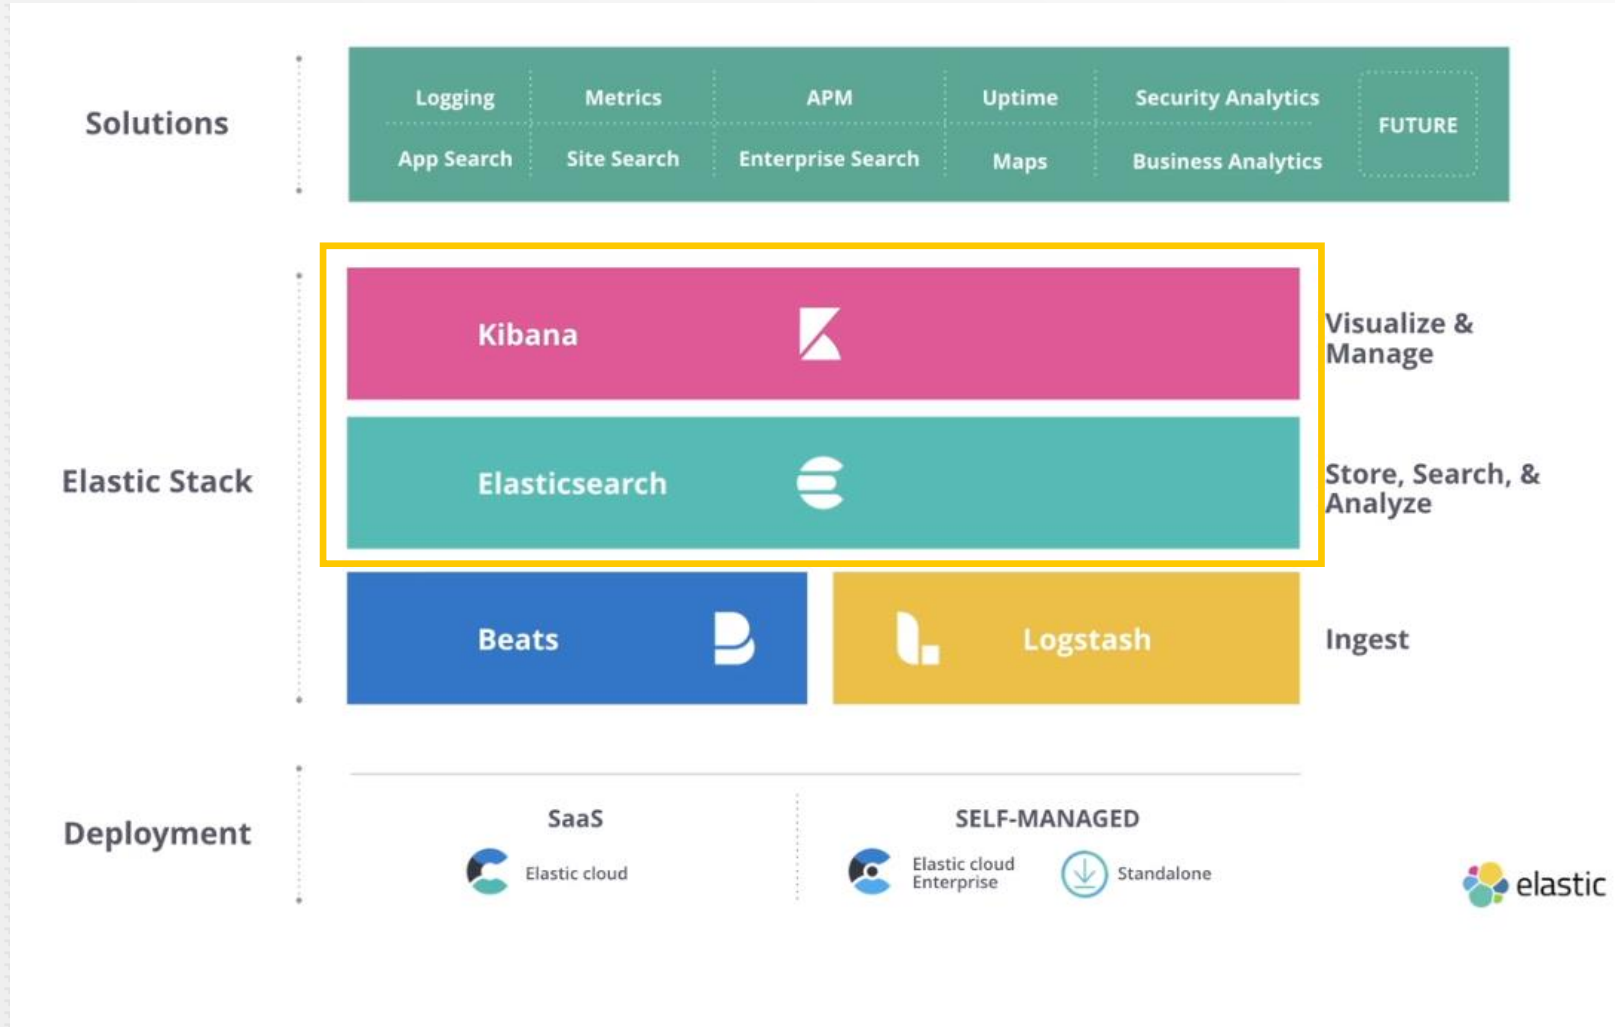 Solutions
Logging
Metrics
APM
Uptime
Security Analytics
App Search
Site Search
Enterprise Search
Maps
Business Analytics
FUTURE
Elastic Stack
Kibana
Visualize &
Manage
Elasticsearch
Store, Search, &
Analyze
Beats
Logstash
Ingest
Deployment
SaaS
Elastic cloud
SELF-MANAGED
Elastic cloud
Enterprise
Standalone
elastic